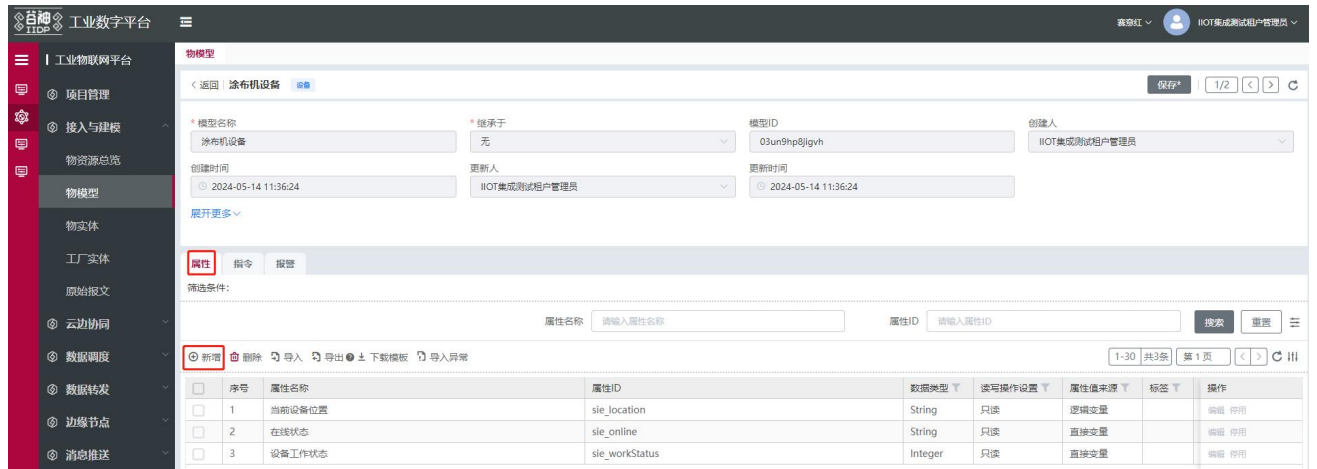 谷神 IIDP 工业数字平台 赛意红 IIOT集成测试租户管理员
工业物联网平台
项目管理
接入与建模
物资源总览
物模型
物实体
工厂实体
原始报文
云边协同
数据调度
数据转发
边缘节点
消息推送
物模型
返回 涂布机设备 设备 保存* 1/2
* 模型名称 * 继承于 模型ID 创建人
涂布机设备 无 03un9hp8jigvh IIOT集成测试租户管理员
创建时间 更新人 更新时间
2024-05-14 11:36:24 IIOT集成测试租户管理员 2024-05-14 11:36:24
展开更多
属性 指令 报警
筛选条件：
属性名称 请输入属性名称 属性ID 请输入属性ID 搜索 重置
新增 删除 导入 导出 下载模板 导入异常 1-30 共3条 第1页
序号 属性名称 属性ID 数据类型 读写操作设置 属性值来源 标签 操作
1 当前设备位置 sie_location String 只读 逻辑变量 编辑 停用
2 在线状态 sie_online String 只读 直接变量 编辑 停用
3 设备工作状态 sie_workStatus Integer 只读 直接变量 编辑 停用